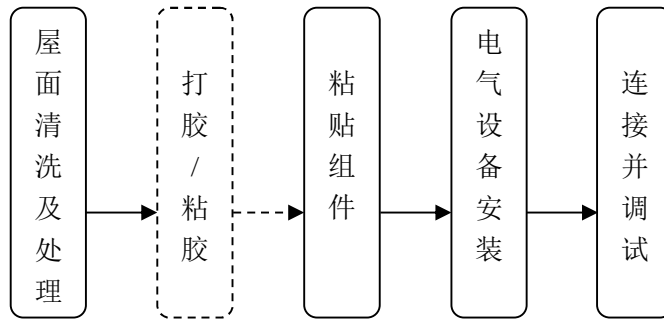 屋面清洗及处理
打胶/粘胶
粘贴组件
电气设备安装
连接并调试